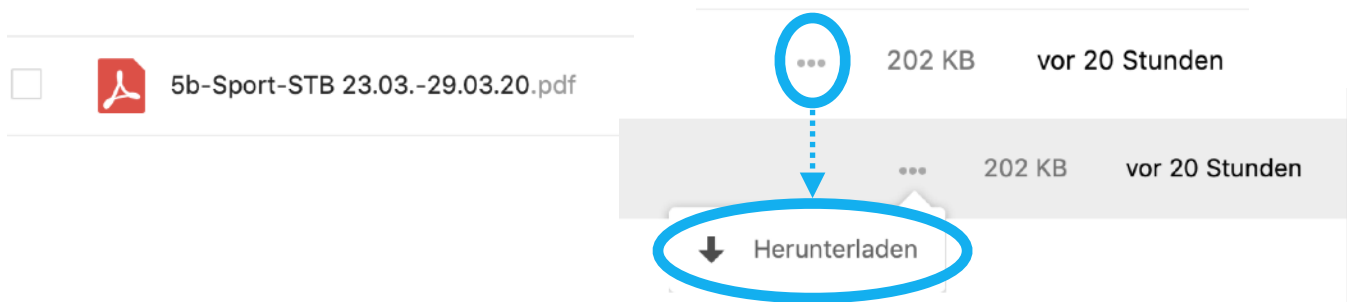 5b-Sport-STB 23.03.-29.03.20.pdf
••• 202 KB vor 20 Stunden
••• 202 KB vor 20 Stunden
Herunterladen